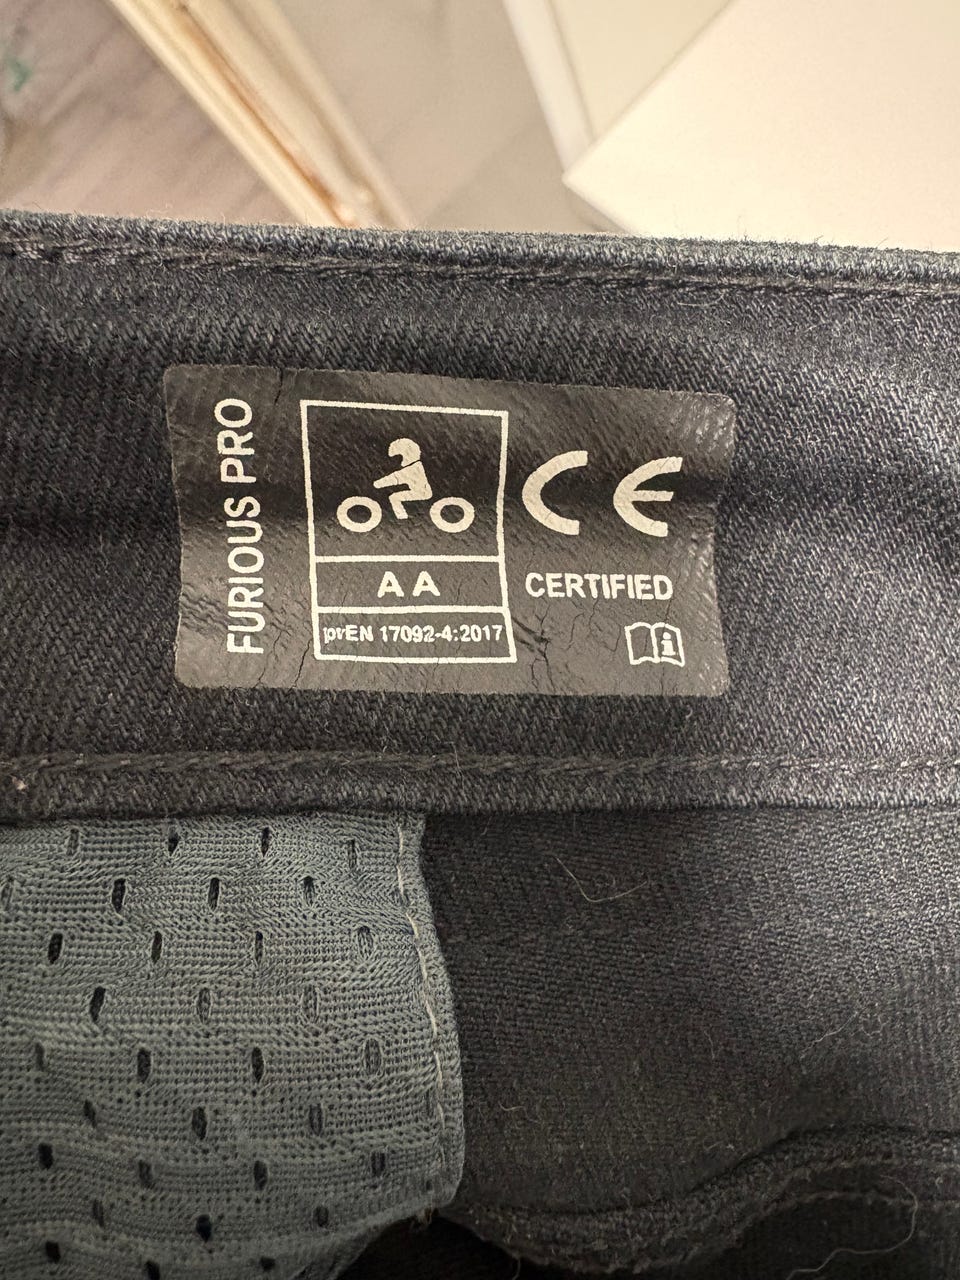 FURIOUS PRO
AA
prEN 17092-4:2017
CE
CERTIFIED
i